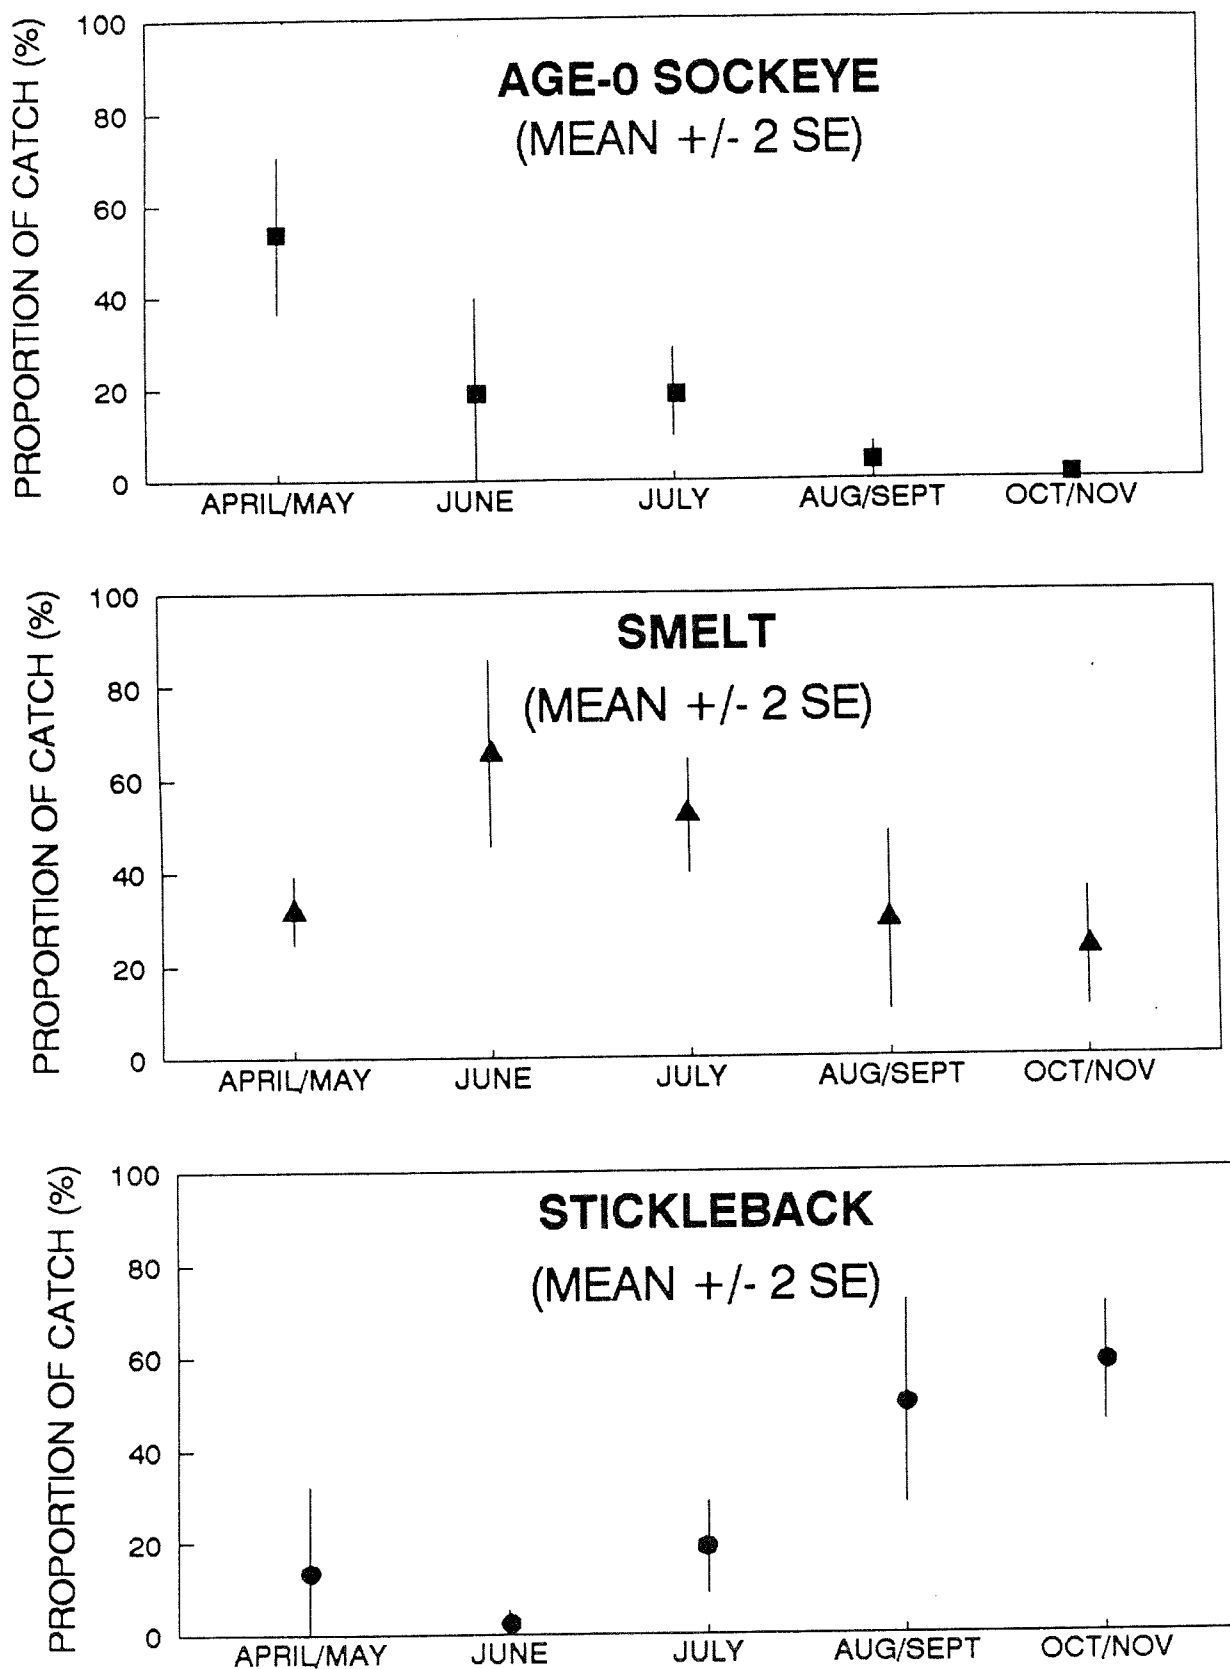 PROPORTION OF CATCH (%)
AGE-0 SOCKEYE
(MEAN +/- 2 SE)
100
80
60
40
20
0
APRIL/MAY JUNE JULY AUG/SEPT OCT/NOV
PROPORTION OF CATCH (%)
SMELT
(MEAN +/- 2 SE)
100
80
60
40
20
0
APRIL/MAY JUNE JULY AUG/SEPT OCT/NOV
PROPORTION OF CATCH (%)
STICKLEBACK
(MEAN +/- 2 SE)
100
80
60
40
20
0
APRIL/MAY JUNE JULY AUG/SEPT OCT/NOV